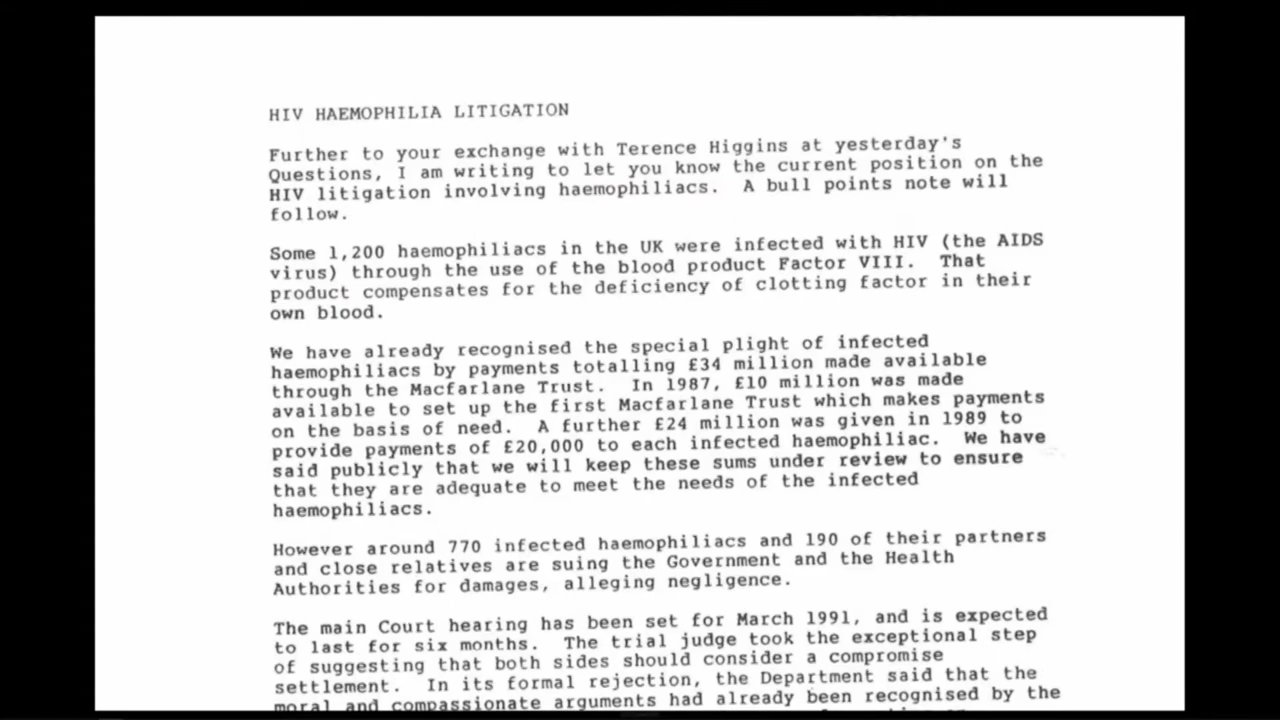 HIV HAEMOPHILIA LITIGATION
Further to your exchange with Terence Higgins at yesterday's
Questions, I am writing to let you know the current position on the
HIV litigation involving haemophiliacs. A bull points note will
follow.
Some 1,200 haemophiliacs in the UK were infected with HIV (the AIDS
virus) through the use of the blood product Factor VIII. That
product compensates for the deficiency of clotting factor in their
own blood.
We have already recognised the special plight of infected
haemophiliacs by payments totalling £34 million made available
through the Macfarlane Trust. In 1987, £10 million was made
available to set up the first Macfarlane Trust which makes payments
on the basis of need. A further £24 million was given in 1989 to
provide payments of £20,000 to each infected haemophiliac. We have
said publicly that we will keep these sums under review to ensure
that they are adequate to meet the needs of the infected
haemophiliacs.
However around 770 infected haemophiliacs and 190 of their partners
and close relatives are suing the Government and the Health
Authorities for damages, alleging negligence.
The main Court hearing has been set for March 1991, and is expected
to last for six months. The trial judge took the exceptional step
of suggesting that both sides should consider a compromise
settlement. In its formal rejection, the Department said that the
moral and compassionate arguments had already been recognised by the